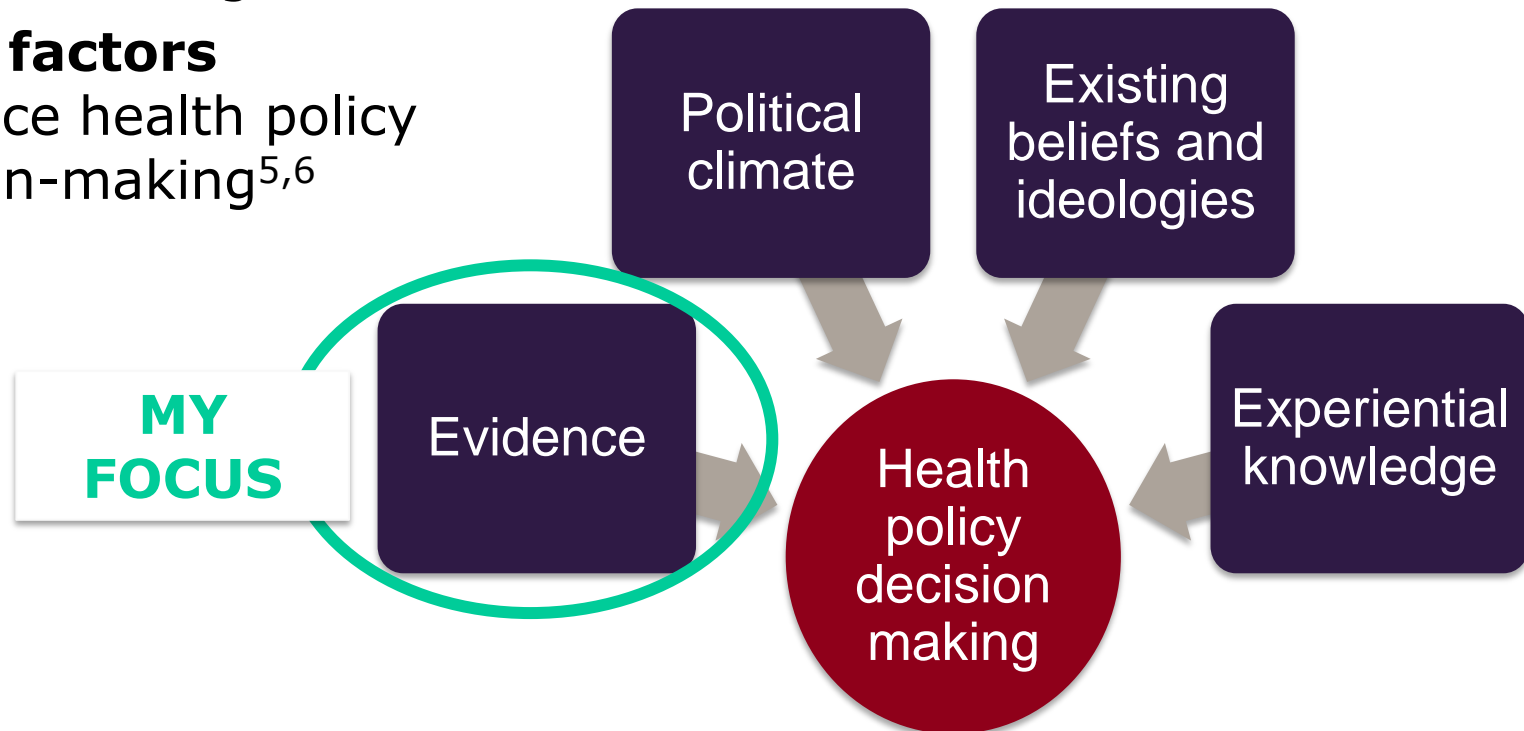 factors
ce health policy
n-making5,6
Political
climate
Existing
beliefs and
ideologies
MY
FOCUS
Evidence
Health
policy
decision
making
Experiential
knowledge